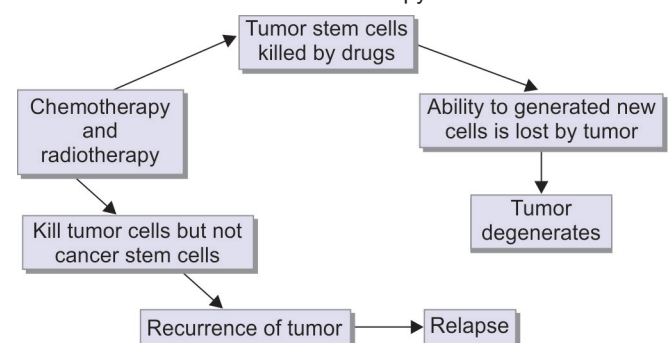 Tumor stem cells
killed by drugs
Chemotherapy
and
radiotherapy
Ability to generated new
cells is lost by tumor
Tumor
degenerates
Kill tumor cells but not
cancer stem cells
Recurrence of tumor
Relapse